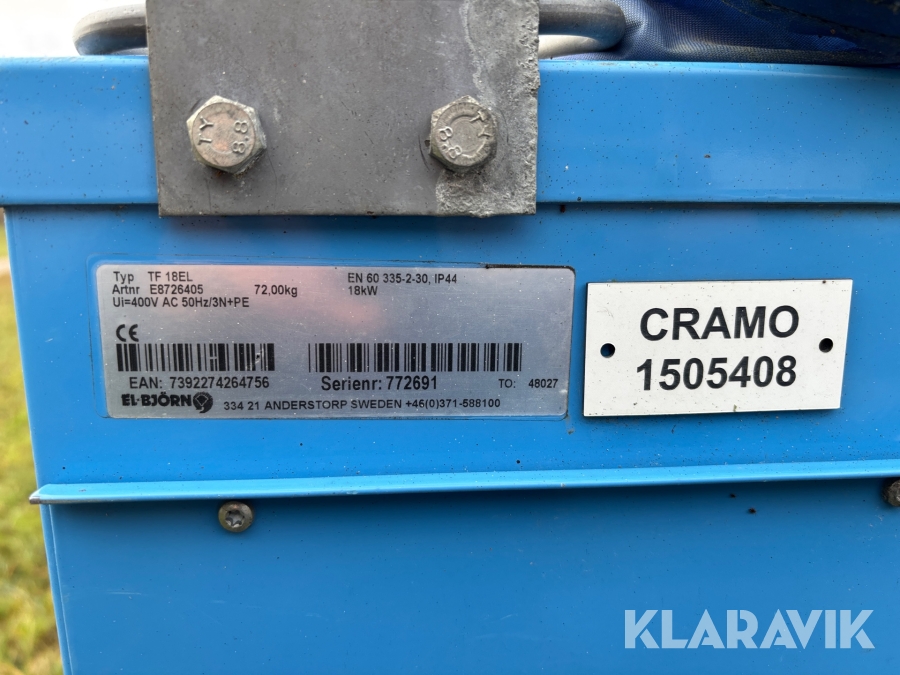 TY 8.8
TY 8.8
Typ TF 18EL EN 60 335-2-30, IP44
Artnr E8726405 72,00kg 18kW
Ui=400V AC 50Hz/3N+PE
CE
EAN: 7392274264756 Serienr: 772691 TO: 48027
EL-BJÖRN 334 21 ANDERSTORP SWEDEN +46(0)371-588100
CRAMO
1505408
KLARAVIK